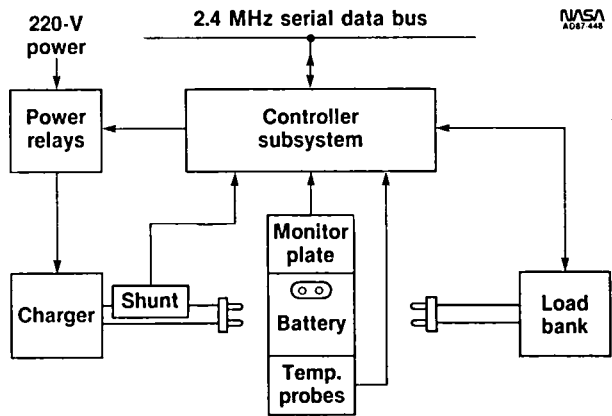 2.4 MHz serial data bus
NASA
AD87-448
220-V
power
Power
relays
Controller
subsystem
Monitor
plate
Charger
Shunt
Battery
Load
bank
Temp.
probes